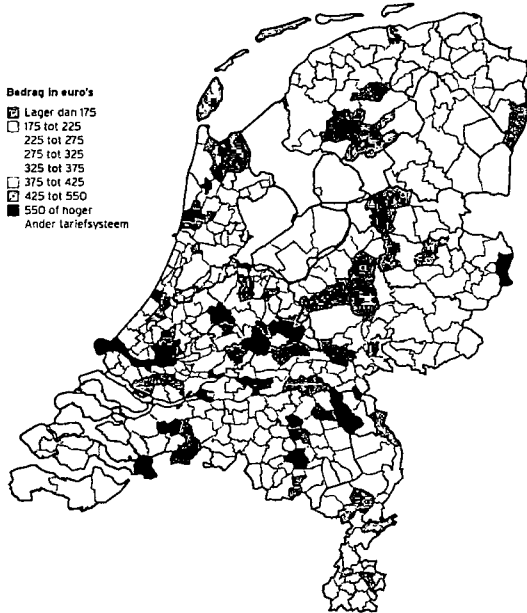 Bedrag in euro's
Lager dan 175
175 tot 225
225 tot 275
275 tot 325
325 tot 375
375 tot 425
425 tot 550
550 of hoger
Ander tariefsysteem